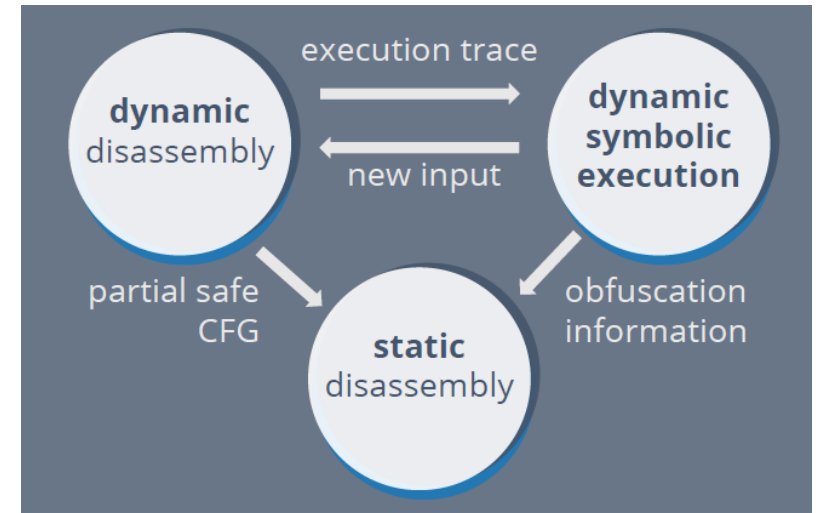 execution trace
dynamic
disassembly
dynamic
symbolic
execution
new input
partial safe
CFG
obfuscation
information
static
disassembly